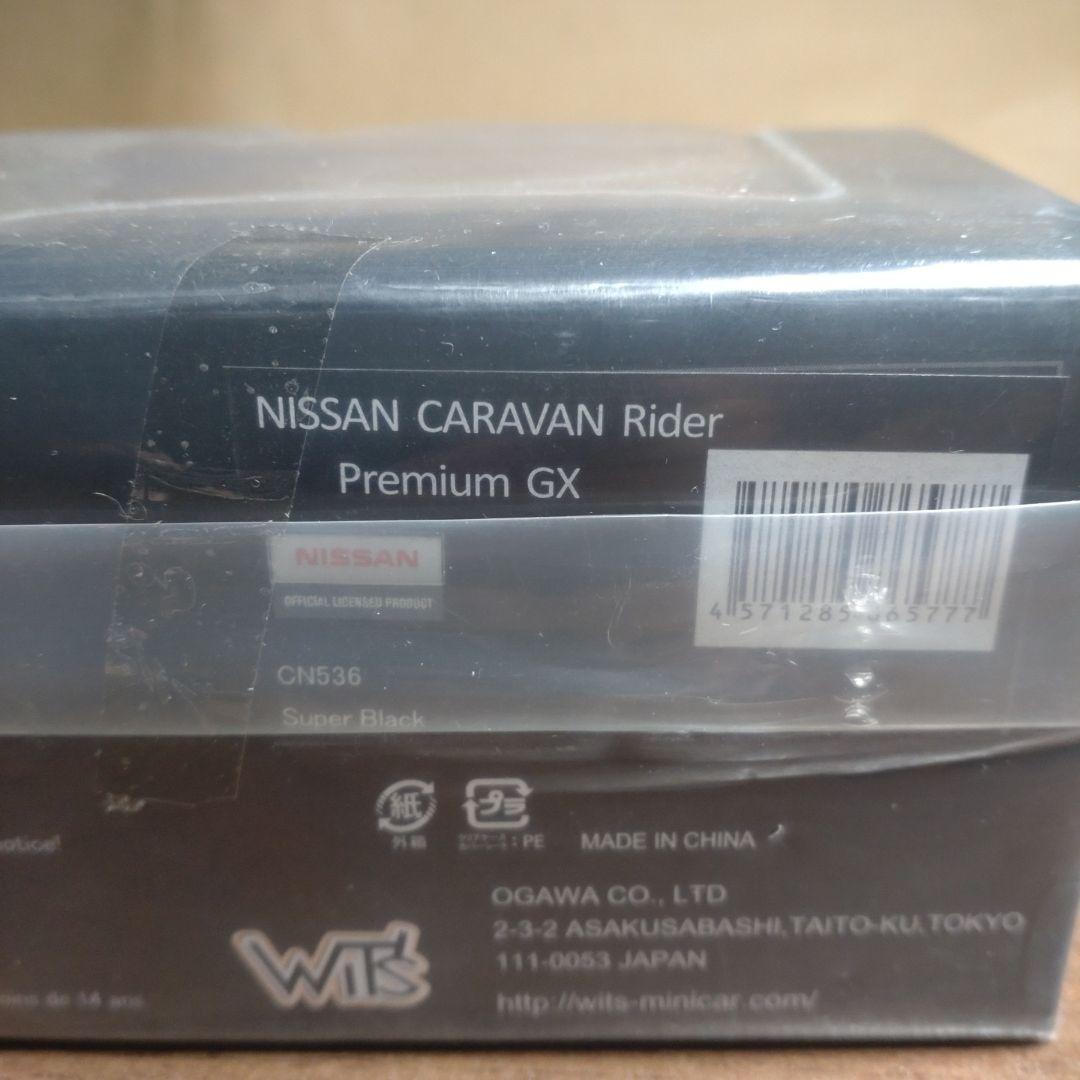 NISSAN CARAVAN Rider
Premium GX
NISSAN
OFFICIAL LICENSED PRODUCT
CN536
Super Black
紙
外箱
プラ
: PE
MADE IN CHINA
OGAWA CO., LTD
2-3-2 ASAKUSABASHI,TAITO-KU,TOKYO
111-0053 JAPAN
http://wits-minicar.com/
WIT'S